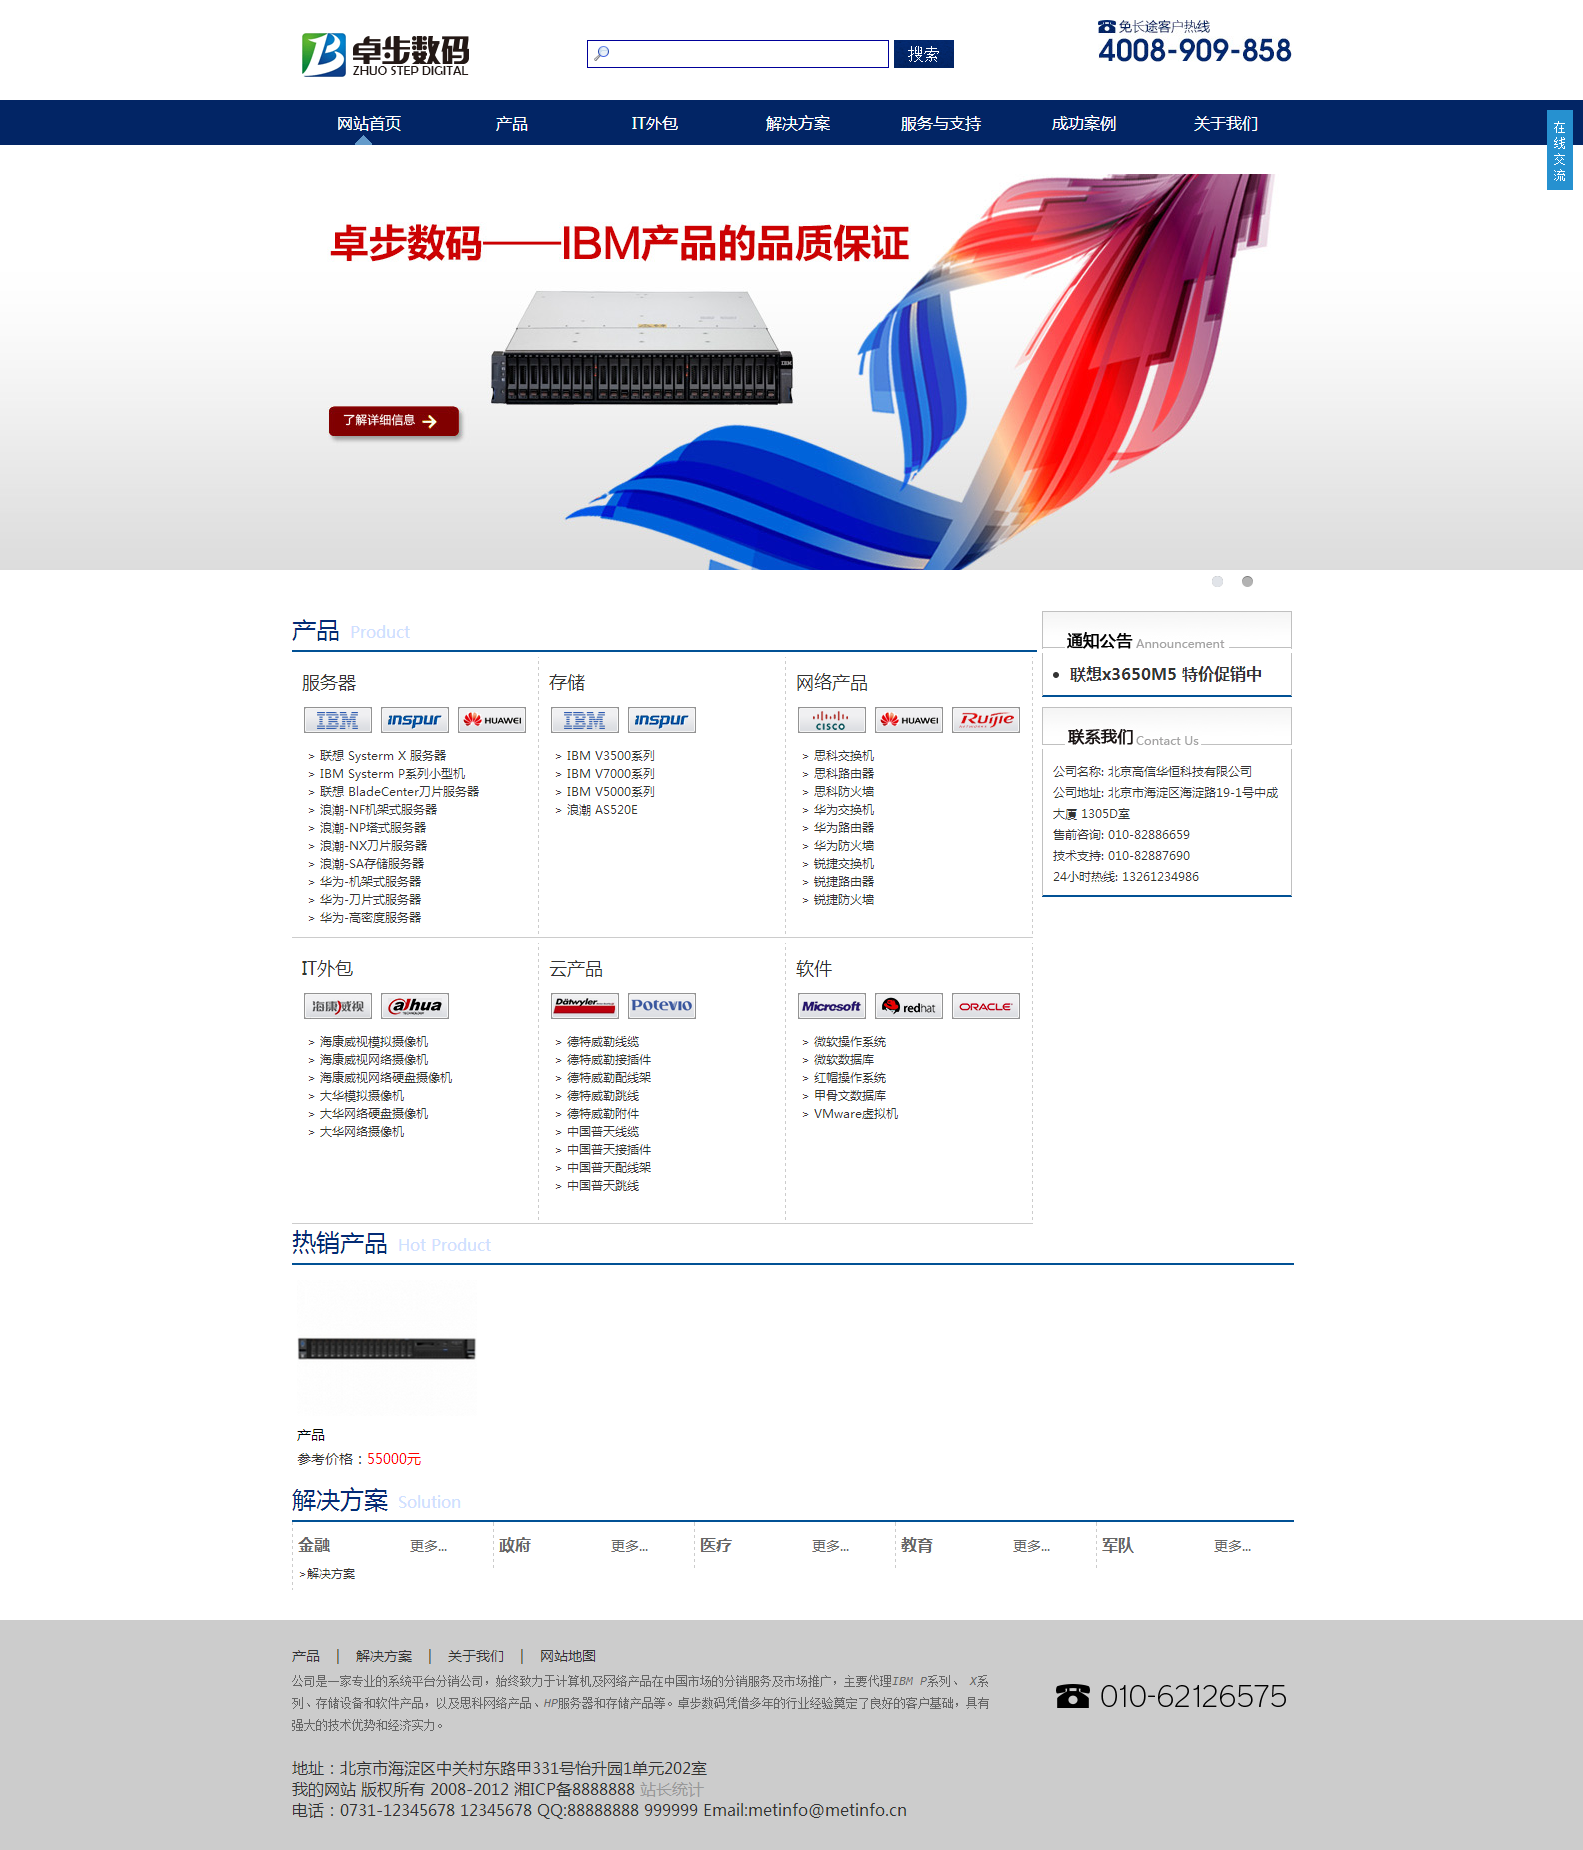 卓步数码
ZHUO STEP DIGITAL
搜索
免长途客户热线
4008-909-858
网站首页 产品 IT外包 解决方案 服务与支持 成功案例 关于我们
在线交流
卓步数码——IBM产品的品质保证
了解详细信息
产品 Product
服务器
IBM inspur HUAWEI
> 联想 Systerm X 服务器
> IBM Systerm P系列小型机
> 联想 BladeCenter刀片服务器
> 浪潮-NF机架式服务器
> 浪潮-NP塔式服务器
> 浪潮-NX刀片服务器
> 浪潮-SA存储服务器
> 华为-机架式服务器
> 华为-刀片式服务器
> 华为-高密度服务器
存储
IBM inspur
> IBM V3500系列
> IBM V7000系列
> IBM V5000系列
> 浪潮 AS520E
网络产品
CISCO HUAWEI Ruijie
> 思科交换机
> 思科路由器
> 思科防火墙
> 华为交换机
> 华为路由器
> 华为防火墙
> 锐捷交换机
> 锐捷路由器
> 锐捷防火墙
通知公告 Announcement
联想x3650M5 特价促销中
联系我们 Contact Us
公司名称: 北京高信华恒科技有限公司
公司地址: 北京市海淀区海淀路19-1号中成
大厦 1305D室
售前咨询: 010-82886659
技术支持: 010-82887690
24小时热线: 13261234986
IT外包
海康威视 alhua TECHNOLOGY
> 海康威视模拟摄像机
> 海康威视网络摄像机
> 海康威视网络硬盘摄像机
> 大华模拟摄像机
> 大华网络硬盘摄像机
> 大华网络摄像机
云产品
Dätwyler Potevio
> 德特威勒线缆
> 德特威勒接插件
> 德特威勒配线架
> 德特威勒跳线
> 德特威勒附件
> 中国普天线缆
> 中国普天接插件
> 中国普天配线架
> 中国普天跳线
软件
Microsoft redhat ORACLE
> 微软操作系统
> 微软数据库
> 红帽操作系统
> 甲骨文数据库
> VMware虚拟机
热销产品 Hot Product
产品
参考价格：55000元
解决方案 Solution
金融 更多... 政府 更多... 医疗 更多... 教育 更多... 军队 更多...
>解决方案
产品 | 解决方案 | 关于我们 | 网站地图
公司是一家专业的系统平台分销公司，始终致力于计算机及网络产品在中国市场的分销服务及市场推广，主要代理IBM P系列、 X系
列、存储设备和软件产品，以及思科网络产品、HP服务器和存储产品等。卓步数码凭借多年的行业经验奠定了良好的客户基础，具有
强大的技术优势和经济实力。
010-62126575
地址：北京市海淀区中关村东路甲331号怡升园1单元202室
我的网站 版权所有 2008-2012 湘ICP备8888888 站长统计
电话：0731-12345678 12345678 QQ:88888888 999999 Email:metinfo@metinfo.cn